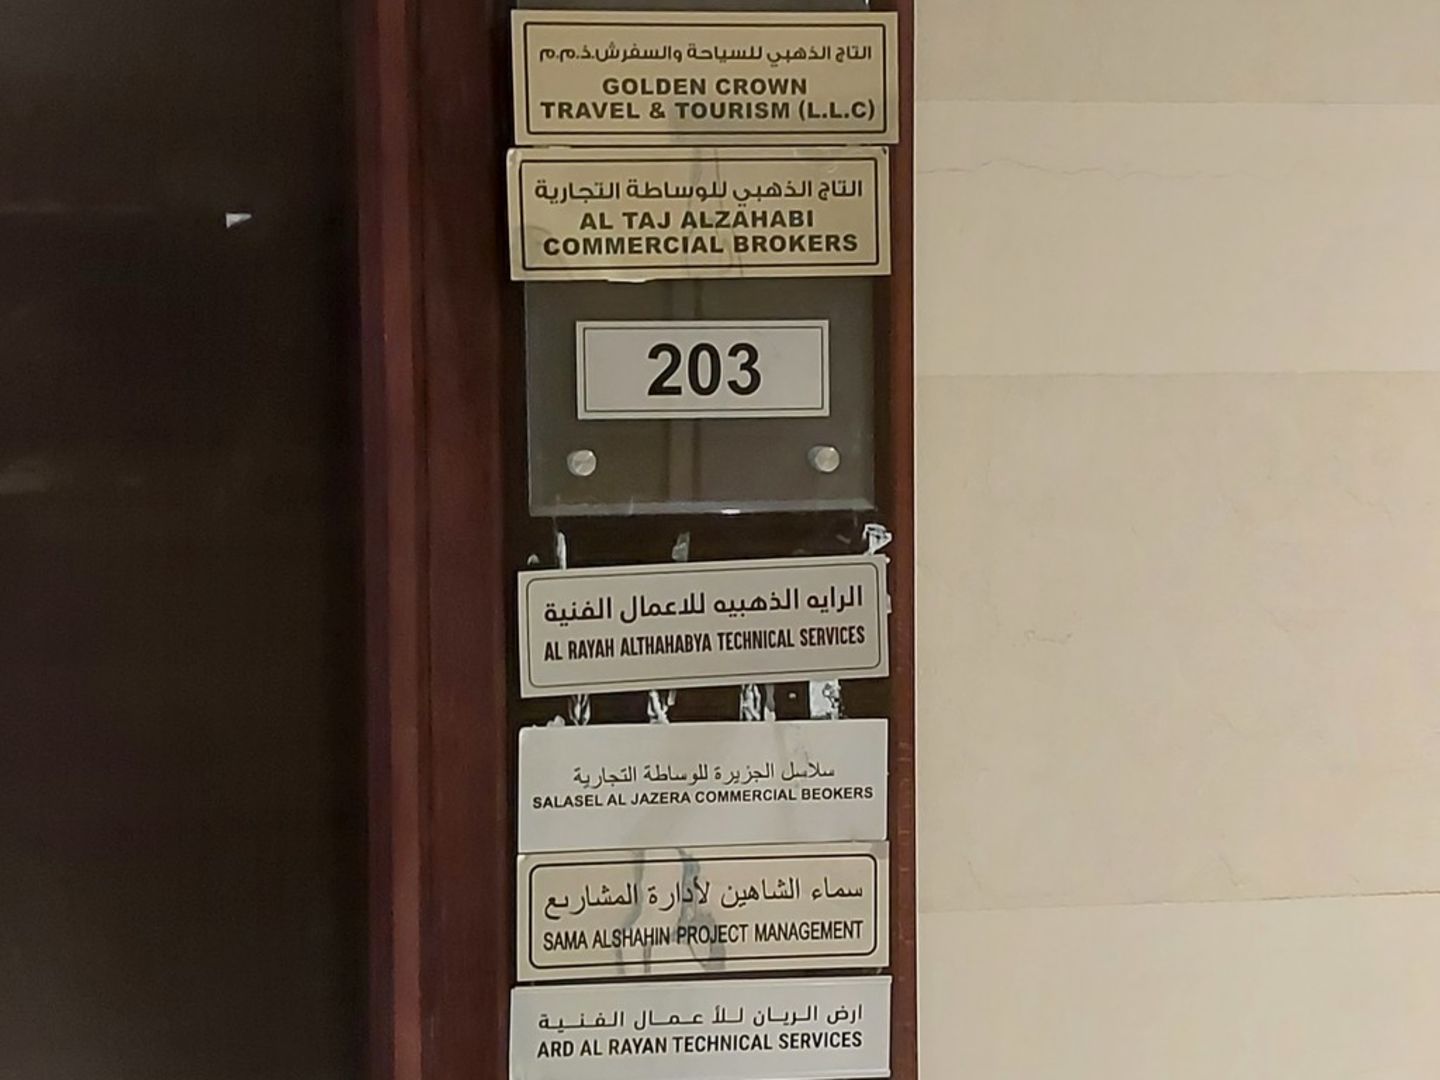 التاج الذهبي للسياحة والسفرش.ذ.م.م
GOLDEN CROWN
TRAVEL & TOURISM (L.L.C)
التاج الذهبي للوساطة التجارية
AL TAJ ALZAHABI
COMMERCIAL BROKERS
203
الرايه الذهبيه للاعمال الفنية
AL RAYAH ALTHAHABYA TECHNICAL SERVICES
سلاسل الجزيرة للوساطة التجارية
SALASEL AL JAZERA COMMERCIAL BEOKERS
سماء الشاهين لأدارة المشاريع
SAMA ALSHAHIN PROJECT MANAGEMENT
ارض الريان للأعمال الفنية
ARD AL RAYAN TECHNICAL SERVICES